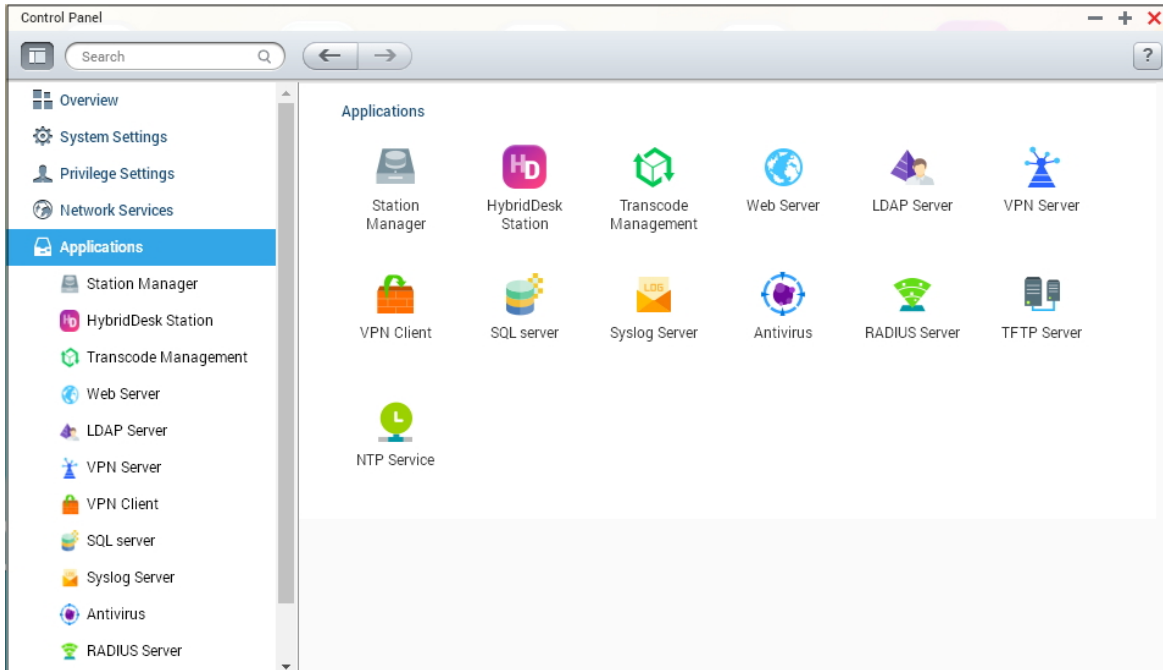 Control Panel
Search
?
Overview
System Settings
Privilege Settings
Network Services
Applications
Station Manager
HD
HybridDesk Station
Transcode Management
Web Server
LDAP Server
VPN Server
VPN Client
SQL server
Syslog Server
Antivirus
RADIUS Server
Applications
HD
Station
Manager
HybridDesk
Station
Transcode
Management
Web Server
LDAP Server
VPN Server
LOG
VPN Client
SQL server
Syslog Server
Antivirus
RADIUS Server
TFTP Server
NTP Service